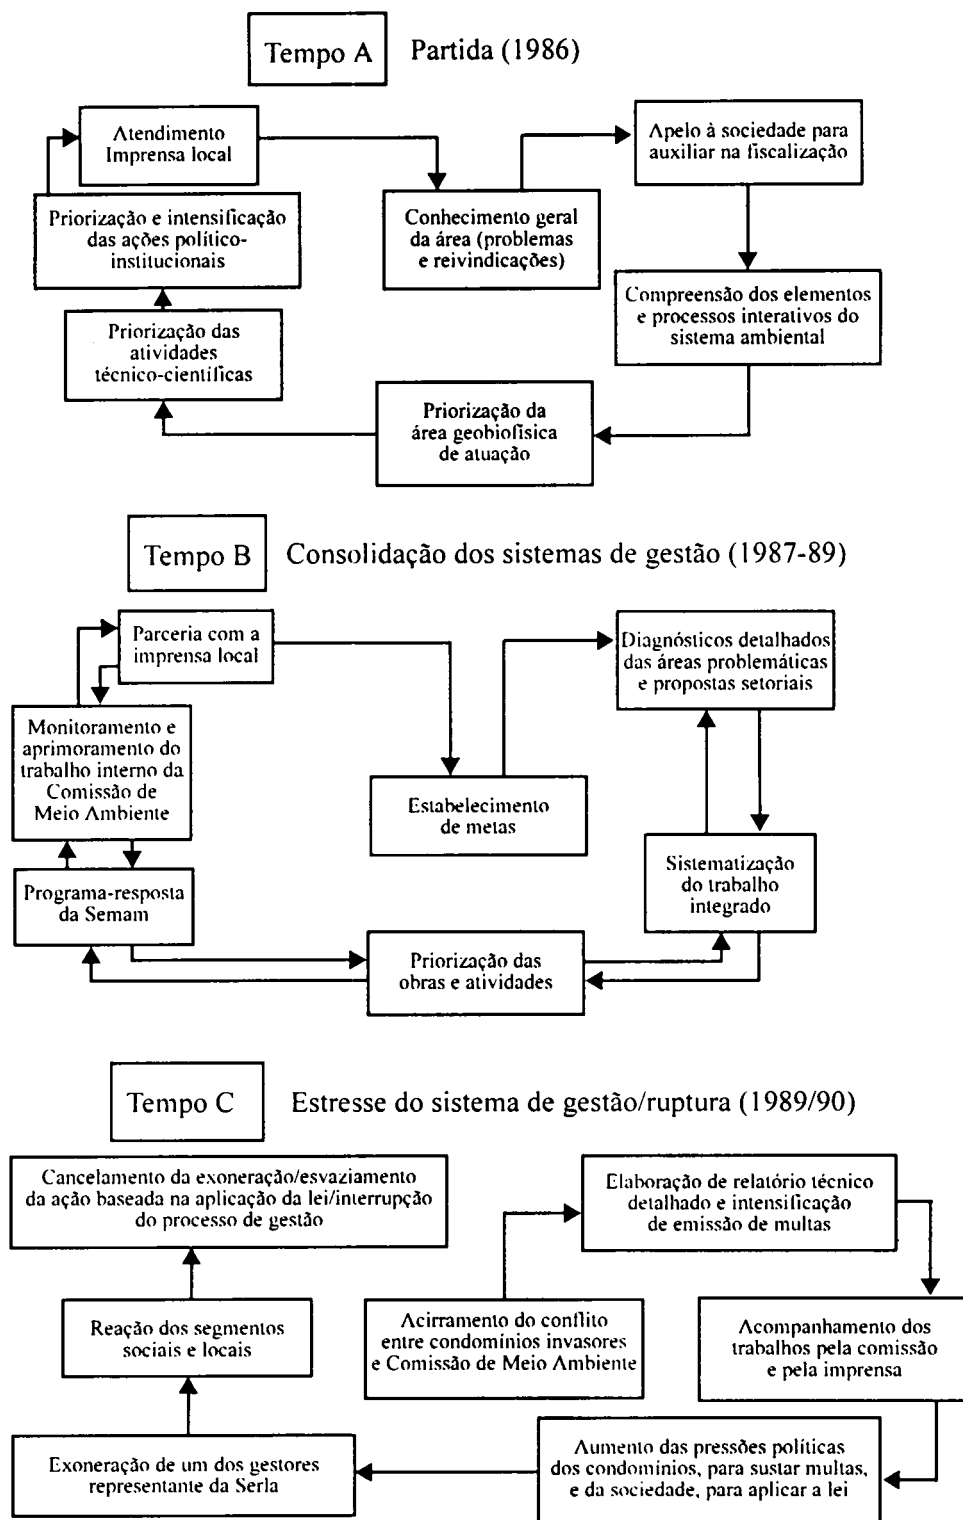 Tempo A
Partida (1986)
Atendimento
Imprensa local
Apelo à sociedade para
auxiliar na fiscalização
Priorização e intensificação
das ações político-
institucionais
Conhecimento geral
da área (problemas
e reivindicações)
Compreensão dos elementos
e processos interativos do
sistema ambiental
Priorização das
atividades
técnico-científicas
Priorização da
área geobiofísica
de atuação
Tempo B
Consolidação dos sistemas de gestão (1987-89)
Parceria com a
imprensa local
Diagnósticos detalhados
das áreas problemáticas
e propostas setoriais
Monitoramento e
aprimoramento do
trabalho interno da
Comissão de
Meio Ambiente
Estabelecimento
de metas
Sistematização
do trabalho
integrado
Programa-resposta
da Semam
Priorização das
obras e atividades
Tempo C
Estresse do sistema de gestão/ruptura (1989/90)
Cancelamento da exoneração/esvaziamento
da ação baseada na aplicação da lei/interrupção
do processo de gestão
Elaboração de relatório técnico
detalhado e intensificação
de emissão de multas
Reação dos segmentos
sociais e locais
Acirramento do conflito
entre condomínios invasores
e Comissão de Meio Ambiente
Acompanhamento dos
trabalhos pela comissão
e pela imprensa
Exoneração de um dos gestores
representante da Serla
Aumento das pressões políticas
dos condomínios, para sustar multas,
e da sociedade, para aplicar a lei